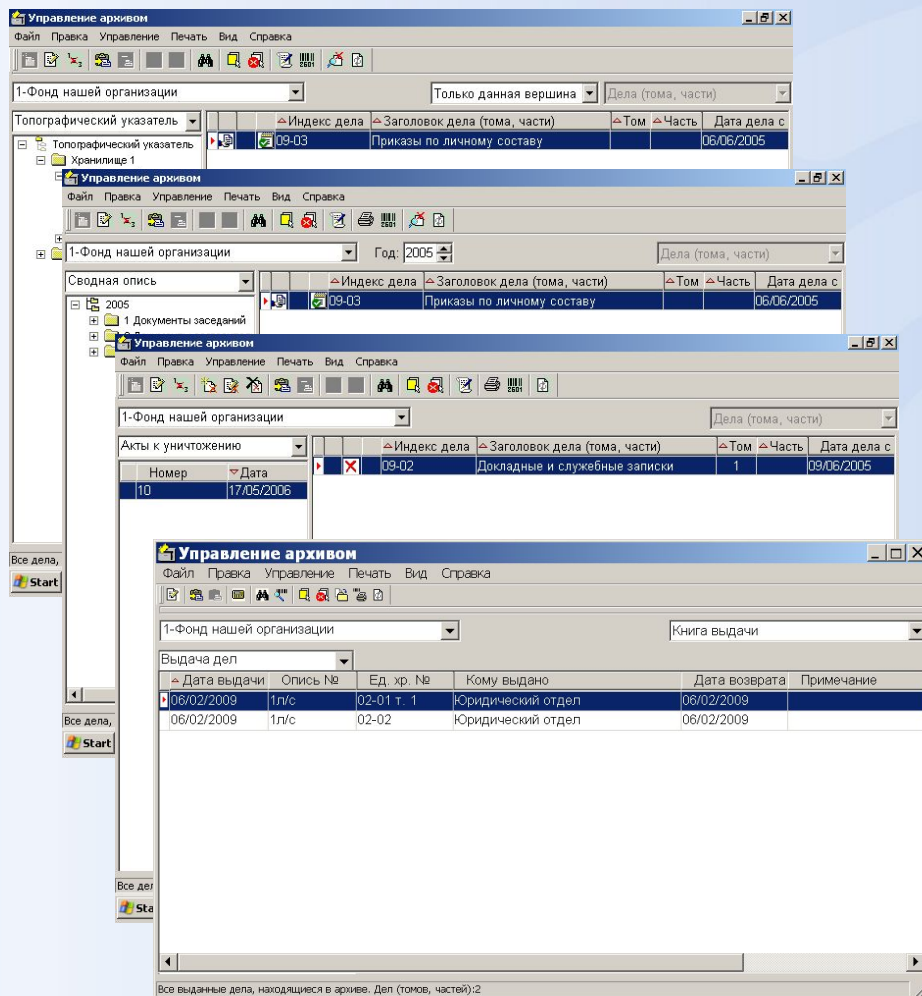 Управление архивом
Файл Правка Управление Печать Вид Справка
1-Фонд нашей организации Только данная вершина Дела (тома, части)
Топографический указатель Индекс дела Заголовок дела (тома, части) Том Часть Дата дела с
Топографический указатель 09-03 Приказы по личному составу 06/06/2005
Хранилище 1
Все дела,
Start
Управление архивом
Файл Правка Управление Печать Вид Справка
1-Фонд нашей организации Год: 2005 Дела (тома, части)
Сводная опись Индекс дела Заголовок дела (тома, части) Том Часть Дата дела с
2005 09-03 Приказы по личному составу 06/06/2005
1 Документы заседаний
Все дела,
Start
Управление архивом
Файл Правка Управление Печать Вид Справка
1-Фонд нашей организации Дела (тома, части)
Акты к уничтожению Индекс дела Заголовок дела (тома, части) Том Часть Дата дела с
Номер Дата 09-02 Докладные и служебные записки 1 09/06/2005
10 17/05/2006
Все дел
Sta
Управление архивом
Файл Правка Управление Печать Вид Справка
1-Фонд нашей организации Книга выдачи
Выдача дел
Дата выдачи Опись № Ед. хр. № Кому выдано Дата возврата Примечание
06/02/2009 1л/с 02-01 т. 1 Юридический отдел 06/02/2009
06/02/2009 1л/с 02-02 Юридический отдел 06/02/2009
Все выданные дела, находящиеся в архиве. Дел (томов, частей):2